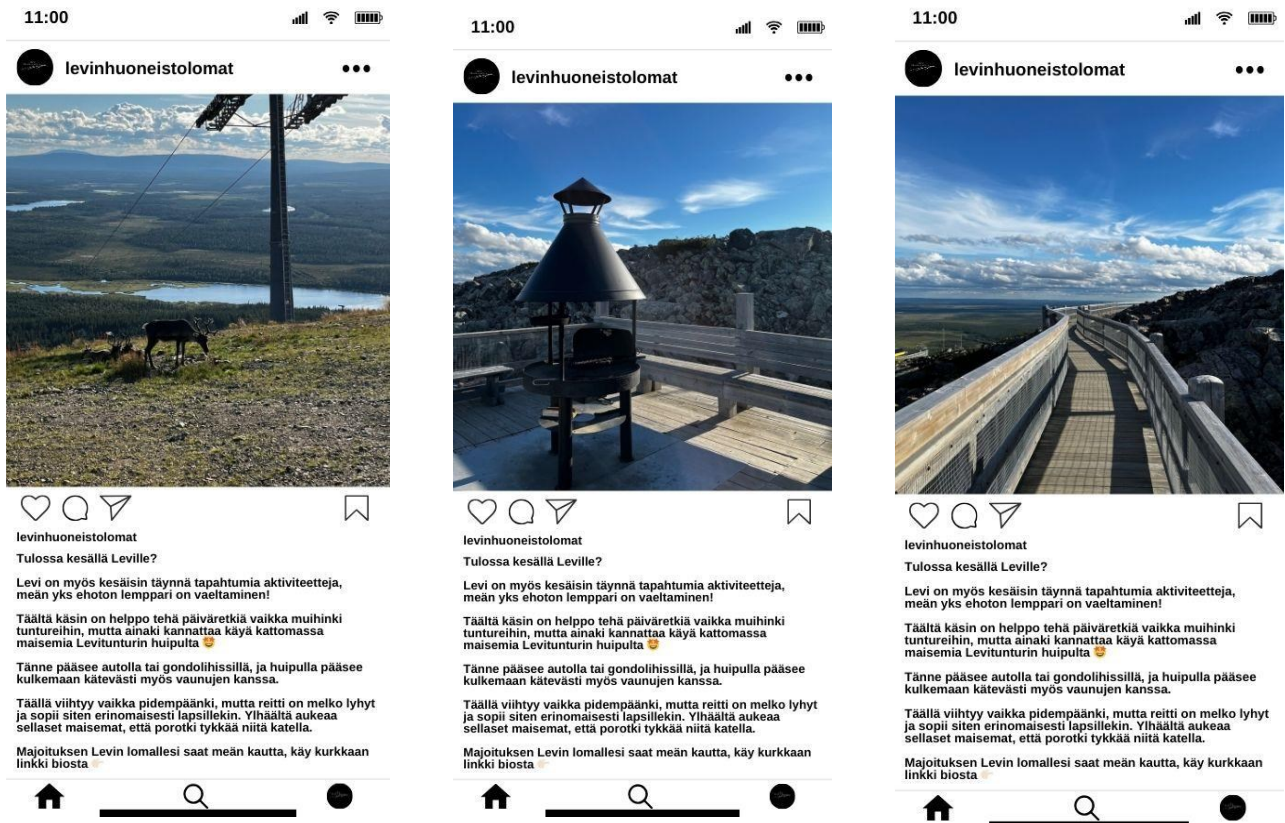 11:00
levinhuoneistolomat
levinhuoneistolomat
Tulossa kesällä Leville?
Levi on myös kesäisin täynnä tapahtumia aktiviteetteja,
meän yks ehoton lemppari on vaeltaminen!
Täältä käsin on helppo tehä päiväretkiä vaikka muihinki
tuntureihin, mutta ainaki kannattaa käyä kattomassa
maisemia Levitunturin huipulta 🤩
Tänne pääsee autolla tai gondolihissillä, ja huipulla pääsee
kulkemaan kätevästi myös vaunujen kanssa.
Täällä viihtyy vaikka pidempäänki, mutta reitti on melko lyhyt
ja sopii siten erinomaisesti lapsillekin. Ylhäältä aukeaa
sellaset maisemat, että porotki tykkää niitä katella.
Majoituksen Levin lomallesi saat meän kautta, käy kurkkaan
linkki biosta 👉🏻
11:00
levinhuoneistolomat
levinhuoneistolomat
Tulossa kesällä Leville?
Levi on myös kesäisin täynnä tapahtumia aktiviteetteja,
meän yks ehoton lemppari on vaeltaminen!
Täältä käsin on helppo tehä päiväretkiä vaikka muihinki
tuntureihin, mutta ainaki kannattaa käyä kattomassa
maisemia Levitunturin huipulta 🤩
Tänne pääsee autolla tai gondolihissillä, ja huipulla pääsee
kulkemaan kätevästi myös vaunujen kanssa.
Täällä viihtyy vaikka pidempäänki, mutta reitti on melko lyhyt
ja sopii siten erinomaisesti lapsillekin. Ylhäältä aukeaa
sellaset maisemat, että porotki tykkää niitä katella.
Majoituksen Levin lomallesi saat meän kautta, käy kurkkaan
linkki biosta 👉🏻
11:00
levinhuoneistolomat
levinhuoneistolomat
Tulossa kesällä Leville?
Levi on myös kesäisin täynnä tapahtumia aktiviteetteja,
meän yks ehoton lemppari on vaeltaminen!
Täältä käsin on helppo tehä päiväretkiä vaikka muihinki
tuntureihin, mutta ainaki kannattaa käyä kattomassa
maisemia Levitunturin huipulta 🤩
Tänne pääsee autolla tai gondolihissillä, ja huipulla pääsee
kulkemaan kätevästi myös vaunujen kanssa.
Täällä viihtyy vaikka pidempäänki, mutta reitti on melko lyhyt
ja sopii siten erinomaisesti lapsillekin. Ylhäältä aukeaa
sellaset maisemat, että porotki tykkää niitä katella.
Majoituksen Levin lomallesi saat meän kautta, käy kurkkaan
linkki biosta 👉🏻